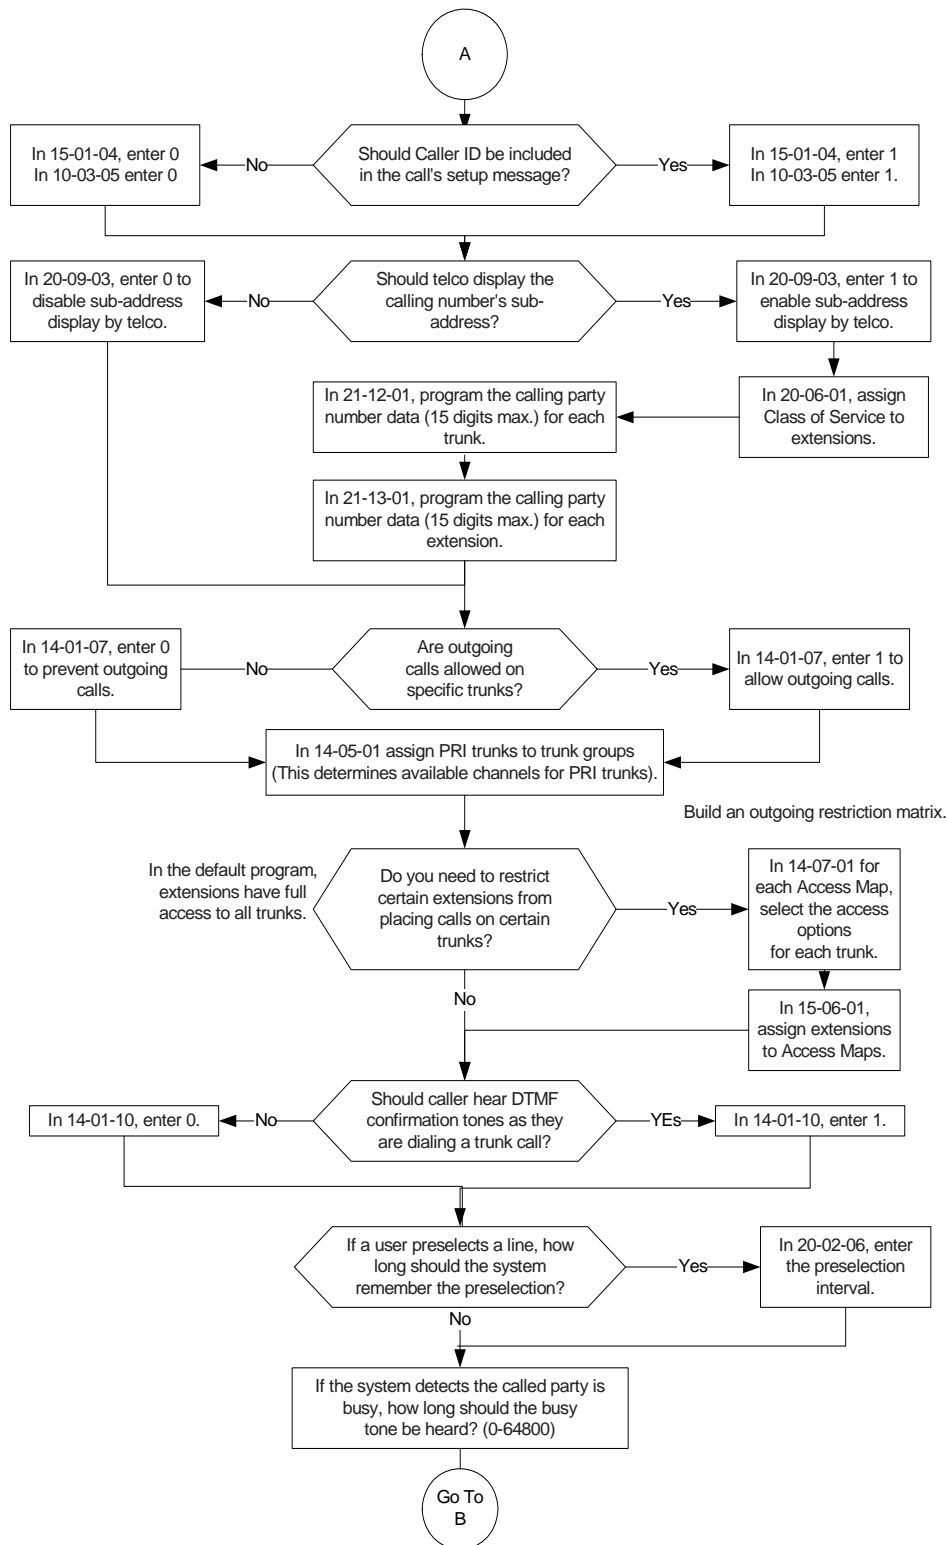 A
In 15-01-04, enter 0
In 10-03-05 enter 0
No
Should Caller ID be included
in the call's setup message?
Yes
In 15-01-04, enter 1
In 10-03-05 enter 1.
In 20-09-03, enter 0 to
disable sub-address
display by telco.
No
Should telco display the
calling number's sub-
address?
Yes
In 20-09-03, enter 1 to
enable sub-address
display by telco.
In 21-12-01, program the calling party
number data (15 digits max.) for each
trunk.
In 20-06-01, assign
Class of Service to
extensions.
In 21-13-01, program the calling party
number data (15 digits max.) for each
extension.
In 14-01-07, enter 0
to prevent outgoing
calls.
No
Are outgoing
calls allowed on
specific trunks?
Yes
In 14-01-07, enter 1 to
allow outgoing calls.
In 14-05-01 assign PRI trunks to trunk groups
(This determines available channels for PRI trunks).
Build an outgoing restriction matrix.
In the default program,
extensions have full
access to all trunks.
Do you need to restrict
certain extensions from
placing calls on certain
trunks?
Yes
In 14-07-01 for
each Access Map,
select the access
options
for each trunk.
No
In 15-06-01,
assign extensions
to Access Maps.
In 14-01-10, enter 0.
No
Should caller hear DTMF
confirmation tones as they
are dialing a trunk call?
YEs
In 14-01-10, enter 1.
If a user preselects a line, how
long should the system
remember the preselection?
Yes
In 20-02-06, enter
the preselection
interval.
No
If the system detects the called party is
busy, how long should the busy
tone be heard? (0-64800)
Go To
B